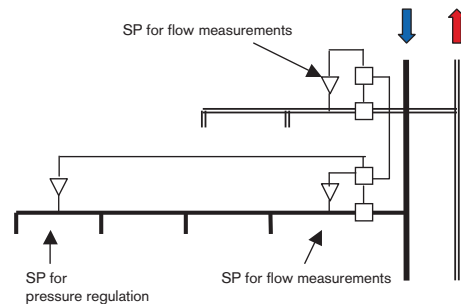 SP for flow measurements
SP for
pressure regulation
SP for flow measurements